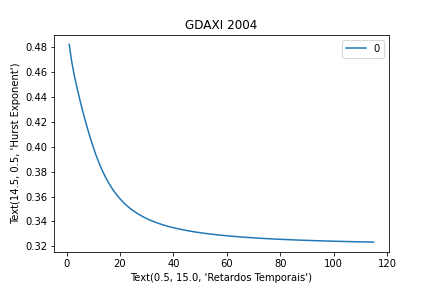 GDAXI 2004
0
0.48
0.46
0.44
0.42
0.40
0.38
0.36
0.34
0.32
Text(14.5, 0.5, 'Hurst Exponent')
0 20 40 60 80 100 120
Text(0.5, 15.0, 'Retardos Temporais')